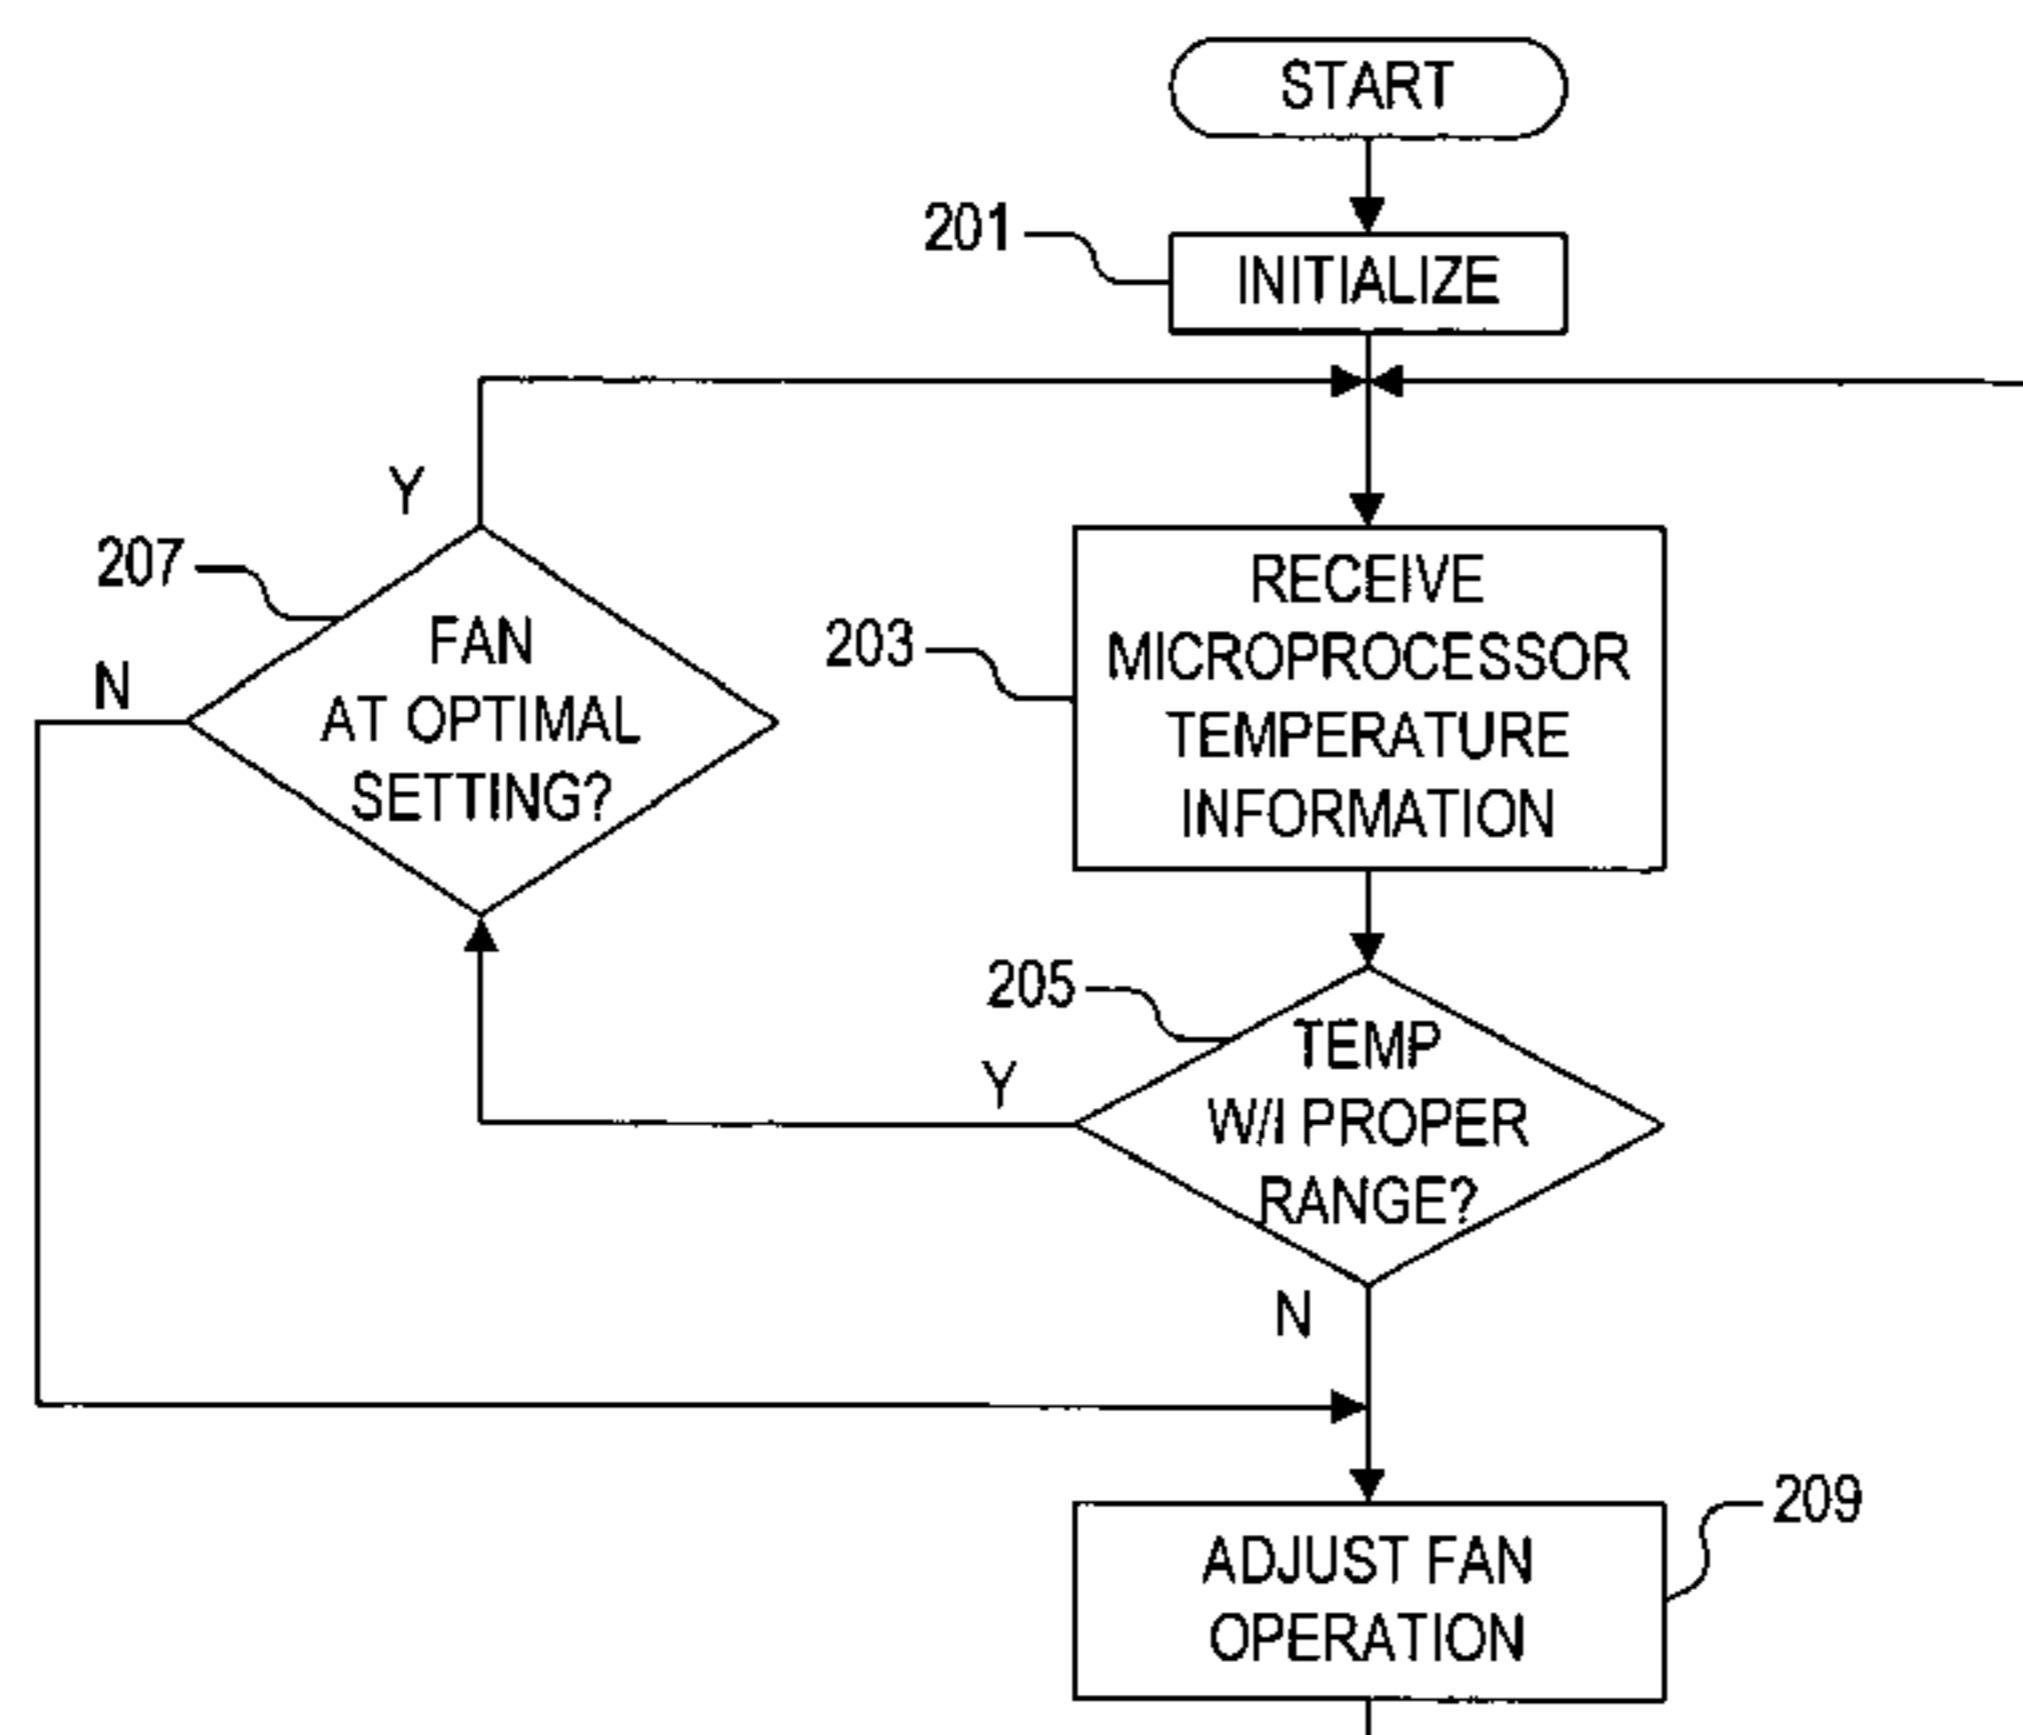 START
201
INITIALIZE
Y
207
FAN
AT OPTIMAL
SETTING?
N
203
RECEIVE
MICROPROCESSOR
TEMPERATURE
INFORMATION
205
TEMP
W/I PROPER
RANGE?
Y
N
209
ADJUST FAN
OPERATION